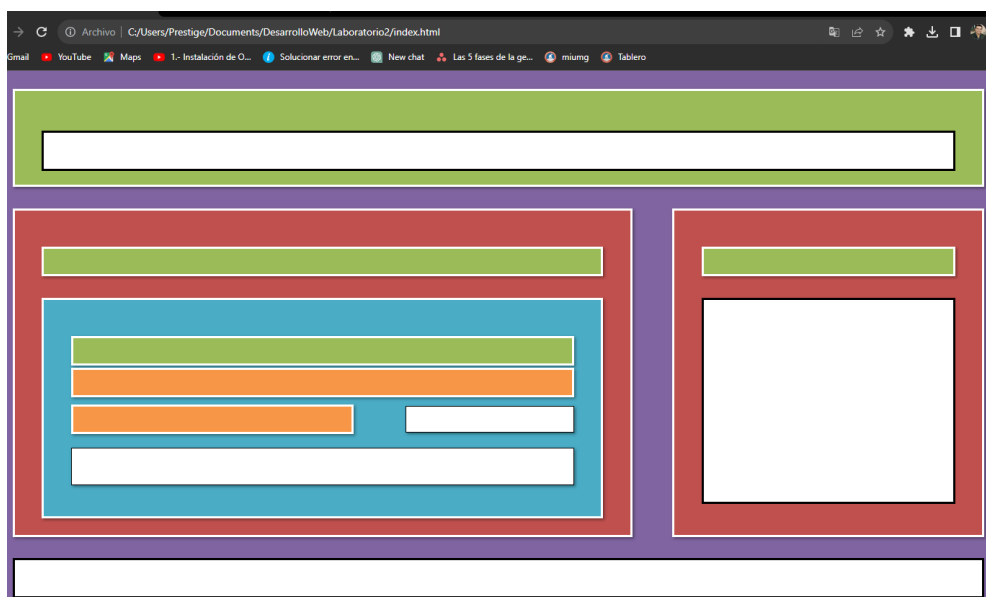 Archivo C:/Users/Prestige/Documents/DesarrolloWeb/Laboratorio2/index.html
Gmail YouTube Maps 1.- Instalación de O... Solucionar error en... New chat Las 5 fases de la ge... miumg Tablero